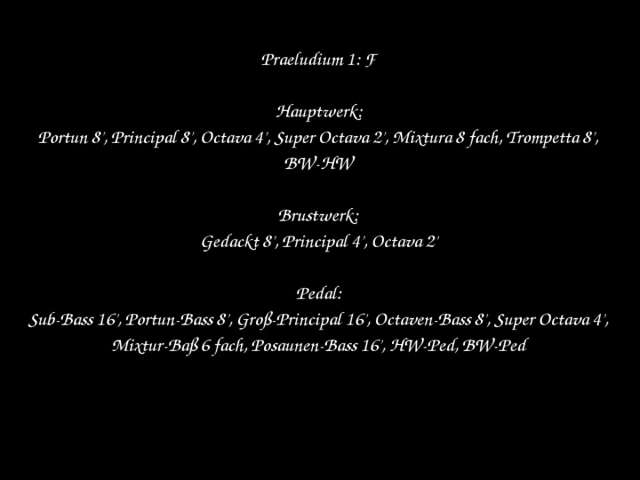 Praeludium 1: F
Hauptwerk:
Portun 8', Principal 8', Octava 4', Super Octava 2', Mixtura 8 fach, Trompetta 8',
BW-HW
Brustwerk:
Gedackt 8', Principal 4', Octava 2'
Pedal:
Sub-Bass 16', Portun-Bass 8', Groß-Principal 16', Octaven-Bass 8', Super Octava 4',
Mixtur-Baß 6 fach, Posaunen-Bass 16', HW-Ped, BW-Ped